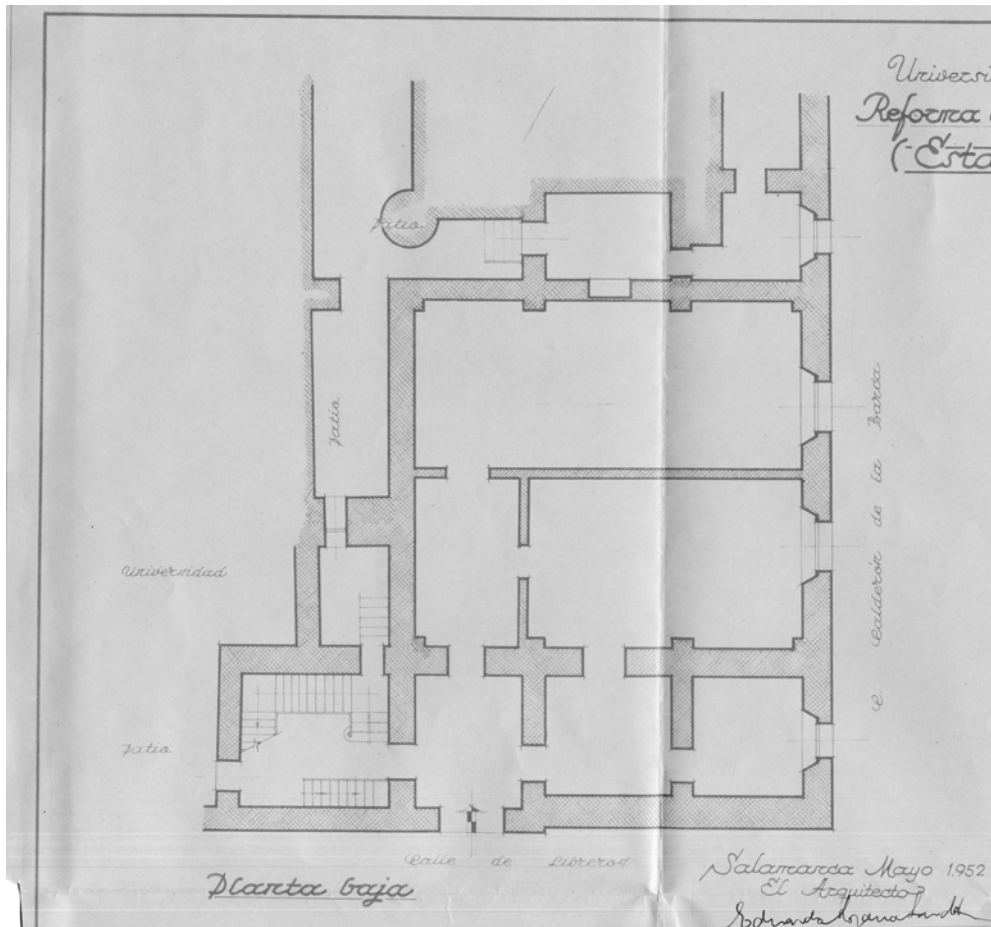 Universi
Reforma
(Esta
Patio
Patio
C. Calderón de la Barca
Universidad
Patio
Calle de Libreros
Planta baja
Salamanca Mayo 1952
El Arquitecto